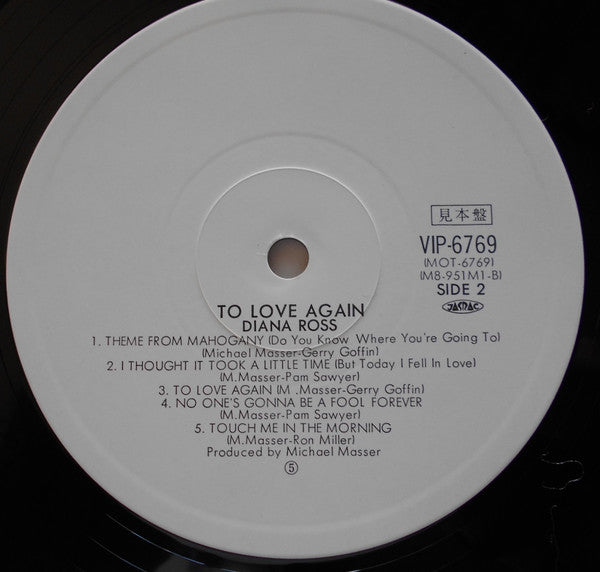 見本盤
VIP-6769
(MOT-6769)
(M8-951M1-B)
SIDE 2
JASRAC
TO LOVE AGAIN
DIANA ROSS
1. THEME FROM MAHOGANY (Do You Know Where You're Going To)
(Michael Masser-Gerry Goffin)
2. I THOUGHT IT TOOK A LITTLE TIME (But Today I Fell In Love)
(M.Masser-Pam Sawyer)
3. TO LOVE AGAIN (M .Masser-Gerry Goffin)
4. NO ONE'S GONNA BE A FOOL FOREVER
(M.Masser-Pam Sawyer)
5. TOUCH ME IN THE MORNING
(M.Masser-Ron Miller)
Produced by Michael Masser
⑤